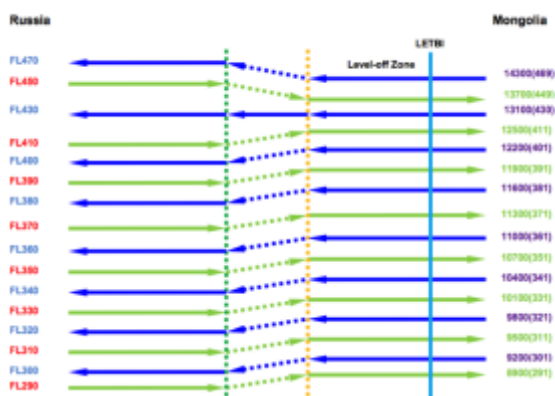 Russia
Mongolia
LETBI
Level-off Zone
FL470
14300(469)
FL450
13700(449)
FL430
13100(430)
12500(411)
FL410
12200(401)
FL400
11900(391)
FL390
11600(381)
FL380
11300(371)
FL370
11000(361)
FL360
10700(351)
FL350
10400(341)
FL340
10100(331)
FL330
9800(321)
FL320
9500(311)
FL310
9200(301)
FL300
8900(291)
FL290